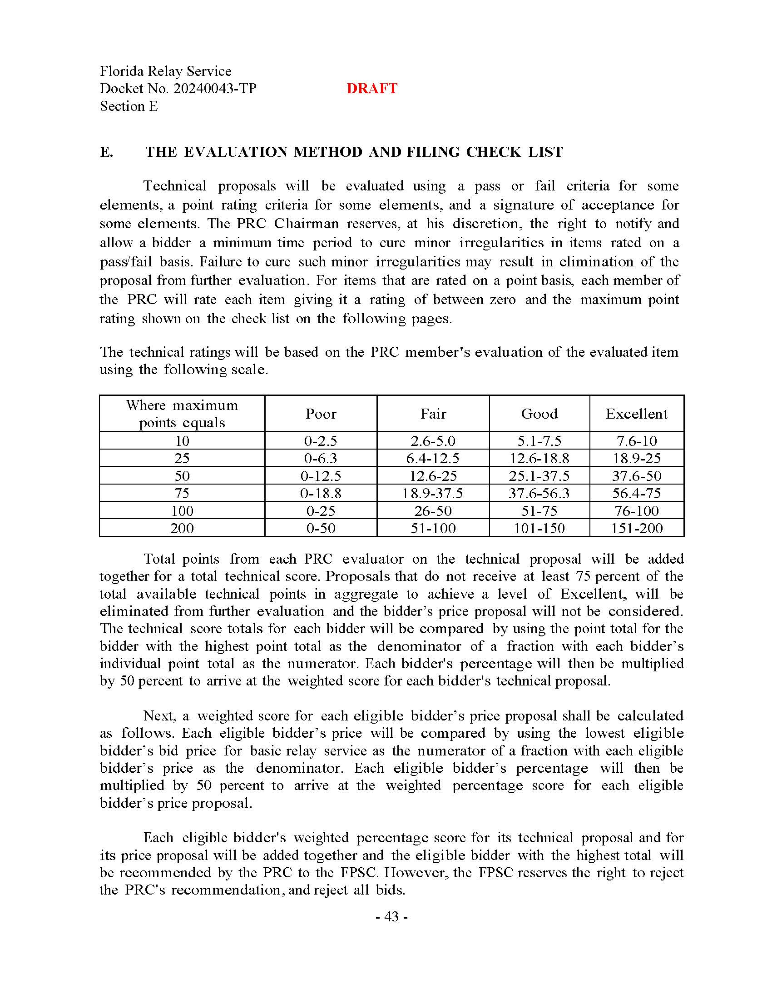 Florida Relay Service
Docket No. 20240043-TP DRAFT
Section E
E. THE EVALUATION METHOD AND FILING CHECK LIST
Technical proposals will be evaluated using a pass or fail criteria for some
elements, a point rating criteria for some elements, and a signature of acceptance for
some elements. The PRC Chairman reserves, at his discretion, the right to notify and
allow a bidder a minimum time period to cure minor irregularities in items rated on a
pass/fail basis. Failure to cure such minor irregularities may result in elimination of the
proposal from further evaluation. For items that are rated on a point basis, each member of
the PRC will rate each item giving it a rating of between zero and the maximum point
rating shown on the check list on the following pages.
The technical ratings will be based on the PRC member's evaluation of the evaluated item
using the following scale.
Where maximum
points equals Poor Fair Good Excellent
10 0-2.5 2.6-5.0 5.1-7.5 7.6-10
25 0-6.3 6.4-12.5 12.6-18.8 18.9-25
50 0-12.5 12.6-25 25.1-37.5 37.6-50
75 0-18.8 18.9-37.5 37.6-56.3 56.4-75
100 0-25 26-50 51-75 76-100
200 0-50 51-100 101-150 151-200
Total points from each PRC evaluator on the technical proposal will be added
together for a total technical score. Proposals that do not receive at least 75 percent of the
total available technical points in aggregate to achieve a level of Excellent, will be
eliminated from further evaluation and the bidder’s price proposal will not be considered.
The technical score totals for each bidder will be compared by using the point total for the
bidder with the highest point total as the denominator of a fraction with each bidder’s
individual point total as the numerator. Each bidder's percentage will then be multiplied
by 50 percent to arrive at the weighted score for each bidder's technical proposal.
Next, a weighted score for each eligible bidder’s price proposal shall be calculated
as follows. Each eligible bidder’s price will be compared by using the lowest eligible
bidder’s bid price for basic relay service as the numerator of a fraction with each eligible
bidder’s price as the denominator. Each eligible bidder’s percentage will then be
multiplied by 50 percent to arrive at the weighted percentage score for each eligible
bidder’s price proposal.
Each eligible bidder's weighted percentage score for its technical proposal and for
its price proposal will be added together and the eligible bidder with the highest total will
be recommended by the PRC to the FPSC. However, the FPSC reserves the right to reject
the PRC's recommendation, and reject all bids.
- 43 -